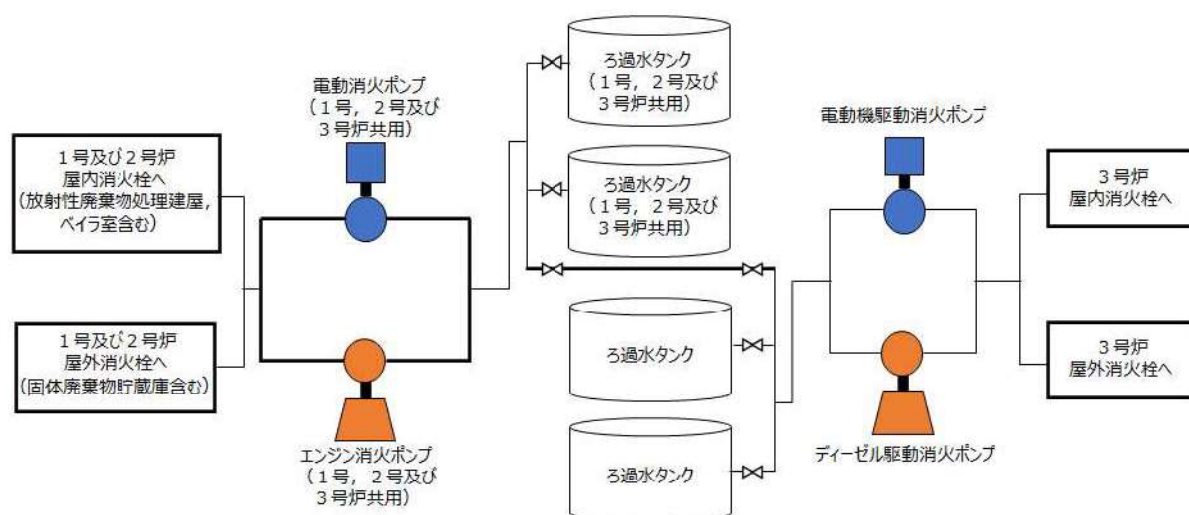 電動消火ポンプ
（１号，２号及び
３号炉共用）
１号及び２号炉
屋内消火栓へ
(放射性廃棄物処理建屋,
ベイラ室含む)
１号及び２号炉
屋外消火栓へ
(固体廃棄物貯蔵庫含む)
エンジン消火ポンプ
（１号，２号及び
３号炉共用）
ろ過水タンク
（１号，２号及び
３号炉共用）
ろ過水タンク
（１号，２号及び
３号炉共用）
ろ過水タンク
ろ過水タンク
電動機駆動消火ポンプ
３号炉
屋内消火栓へ
３号炉
屋外消火栓へ
ディーゼル駆動消火ポンプ